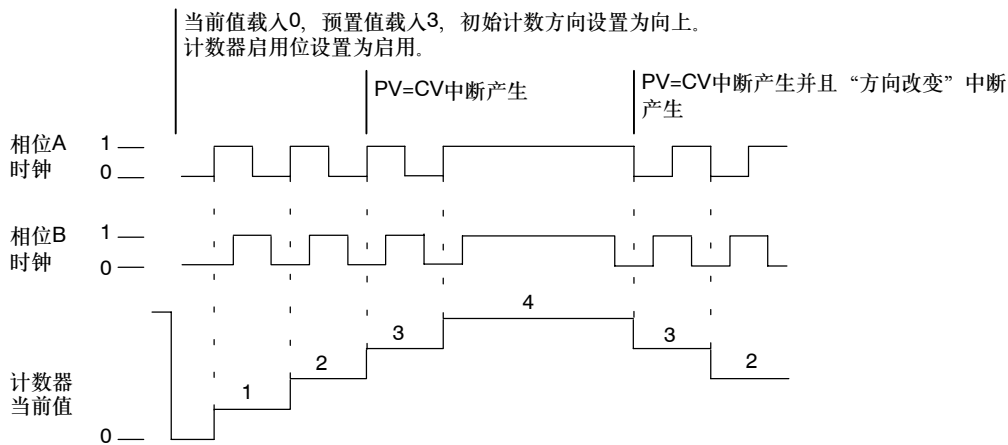 当前值载入0，预置值载入3，初始计数方向设置为向上。
计数器启用位设置为启用。
PV=CV中断产生
PV=CV中断产生并且“方向改变”中断
产生
相位A
时钟
1
0
相位B
时钟
1
0
4
3
3
2
2
1
计数器
当前值
0